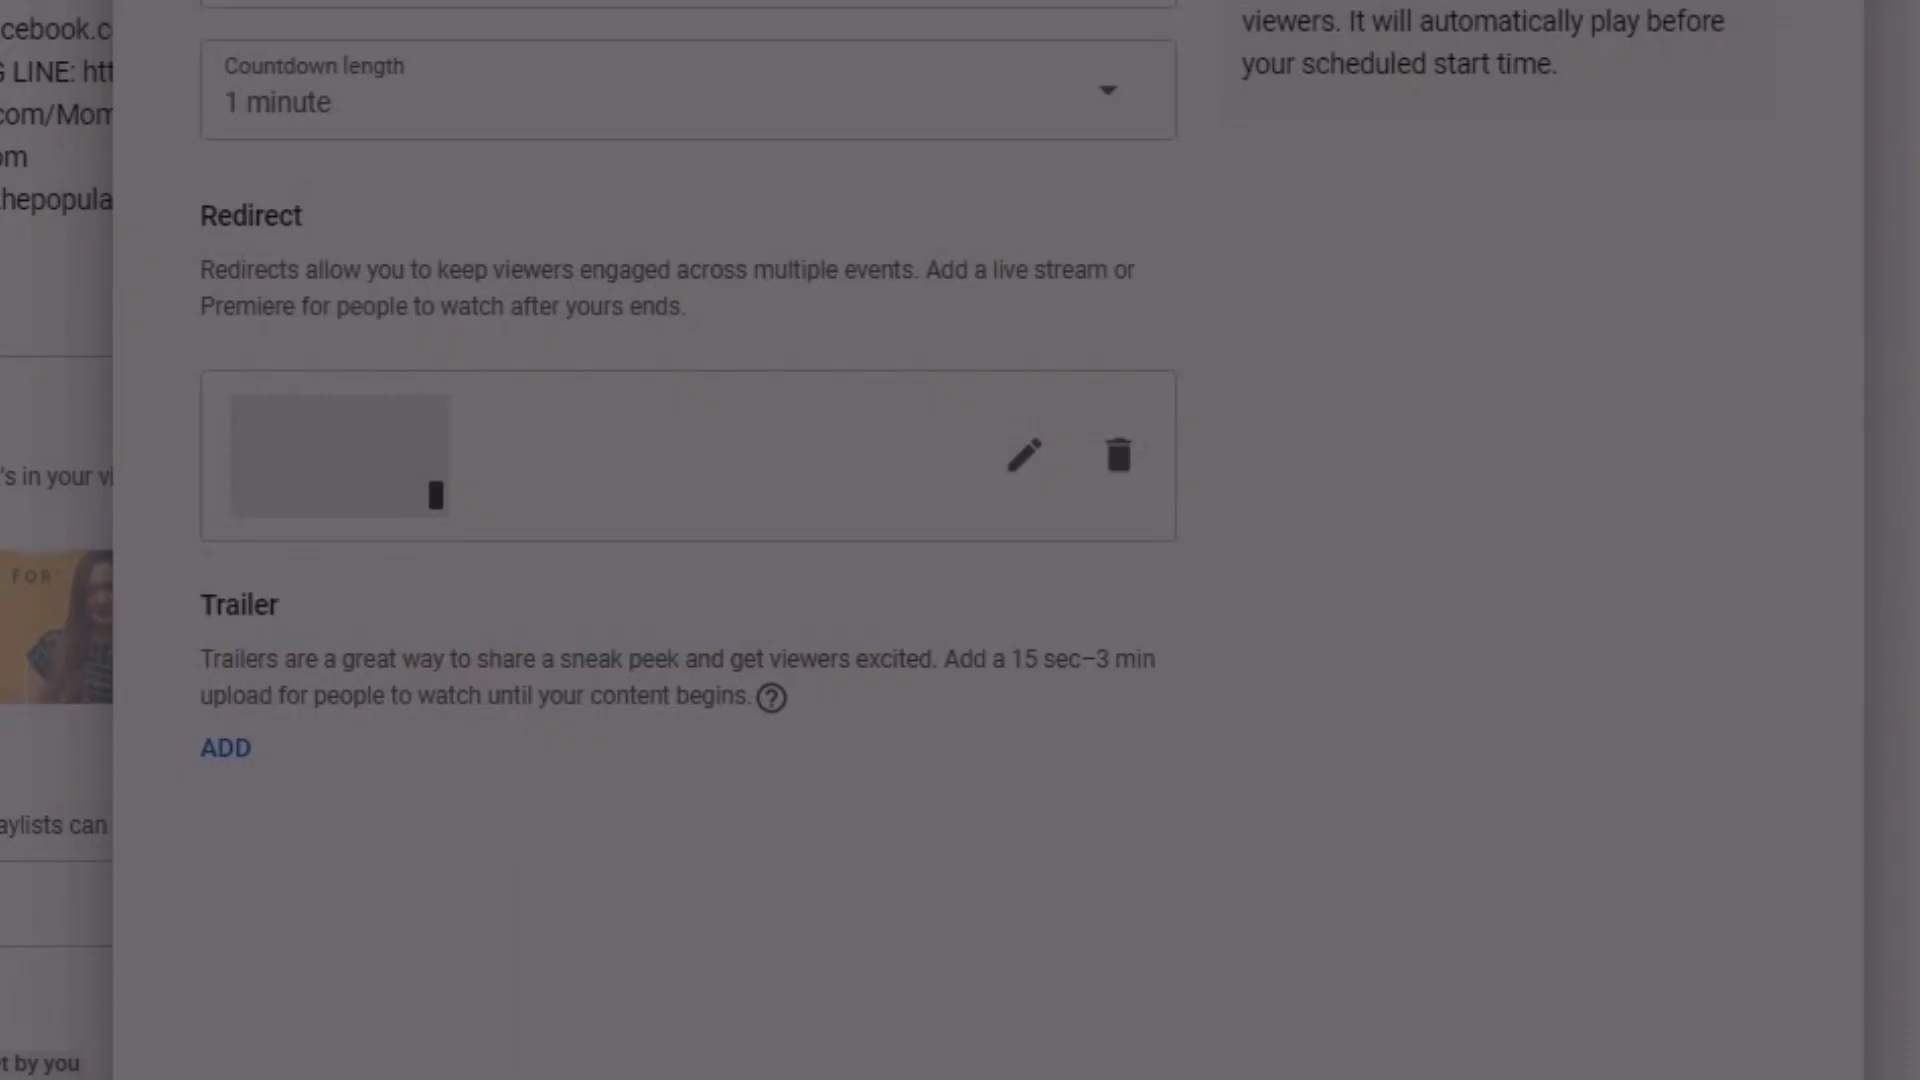 cebook.c
LINE: htt
com/Mom
om
thepopula
viewers. It will automatically play before
your scheduled start time.
Countdown length
1 minute
Redirect
Redirects allow you to keep viewers engaged across multiple events. Add a live stream or
Premiere for people to watch after yours ends.
's in your vi
FOR
Trailer
Trailers are a great way to share a sneak peek and get viewers excited. Add a 15 sec–3 min
upload for people to watch until your content begins.
ADD
aylists can
t by you